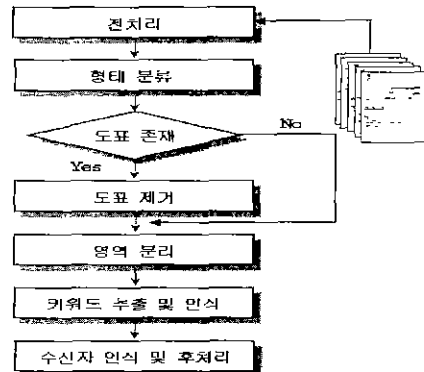 전처리
형태 분류
도표 존재
No
Yes
도표 제거
영역 분리
키워드 추출 및 인식
수신자 인식 및 후처리